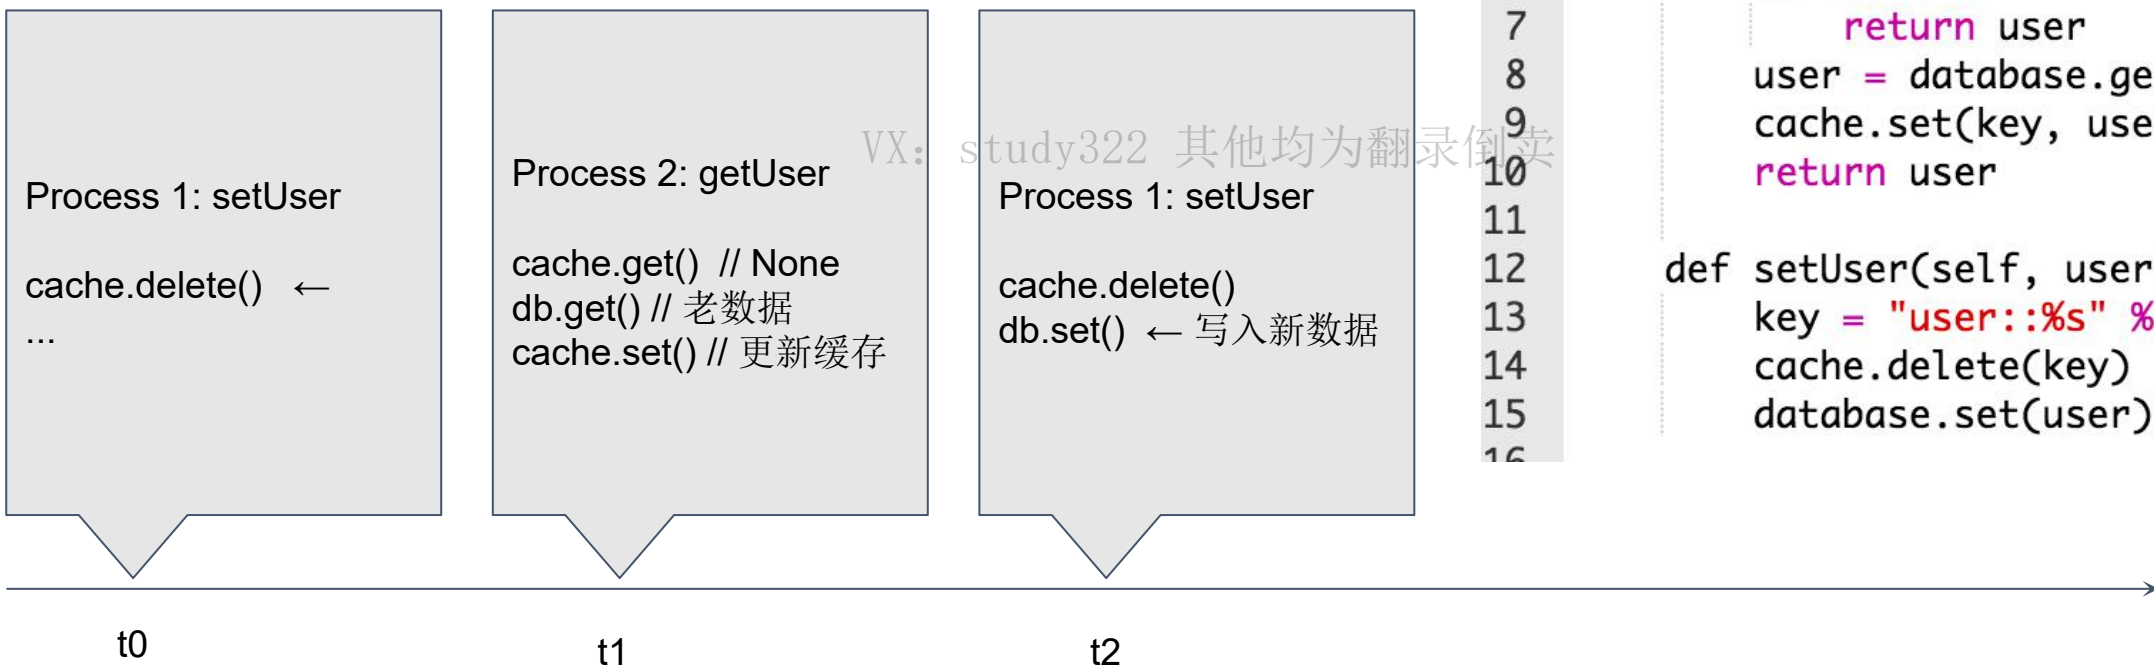 Process 1: setUser
cache.delete() ←
...
Process 2: getUser
cache.get() // None
db.get() // 老数据
cache.set() // 更新缓存
Process 1: setUser
cache.delete()
db.set() ← 写入新数据
VX: study322 其他均为翻录倒卖
7 return user
8 user = database.ge
9 cache.set(key, use
10 return user
11
12 def setUser(self, user
13 key = "user::%s" %
14 cache.delete(key)
15 database.set(user)
16
t0
t1
t2